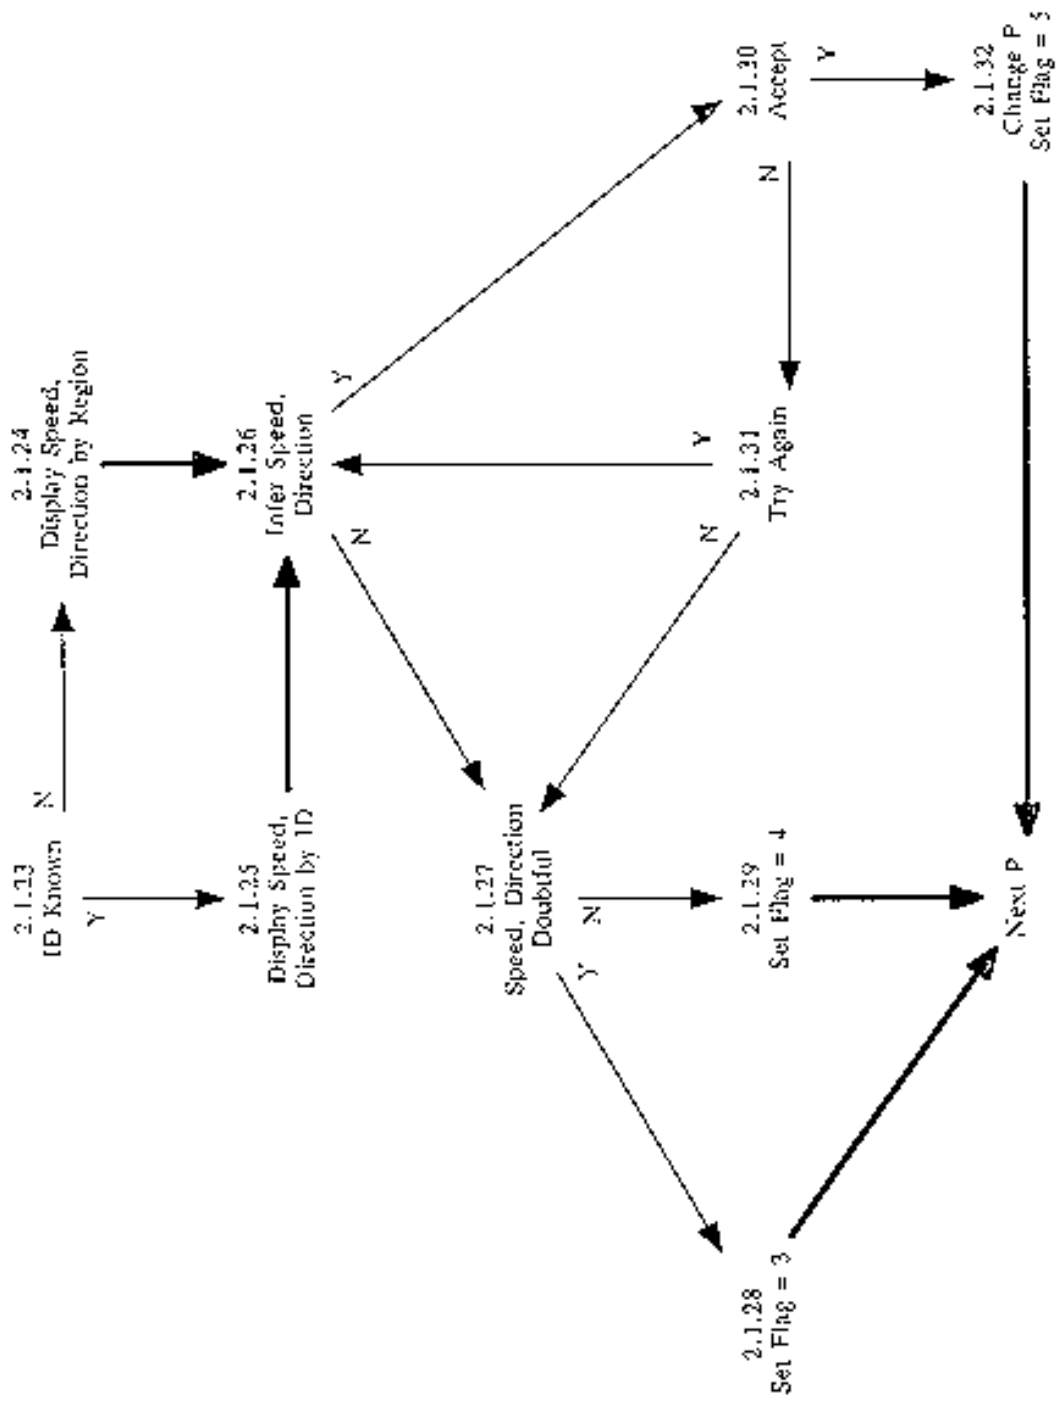 2.1.23
ID Known
N
Y
2.1.24
Display Speed,
Direction by Region
2.1.25
Display Speed,
Direction by ID
2.1.26
Infer Speed,
Direction
Y
N
2.1.27
Speed, Direction
Doubtful
Y
N
2.1.28
Set Flag = 3
2.1.29
Set Flag = 4
2.1.30
Accept
Y
N
2.1.31
Try Again
Y
N
2.1.32
Change P
Set Flag =
Next P